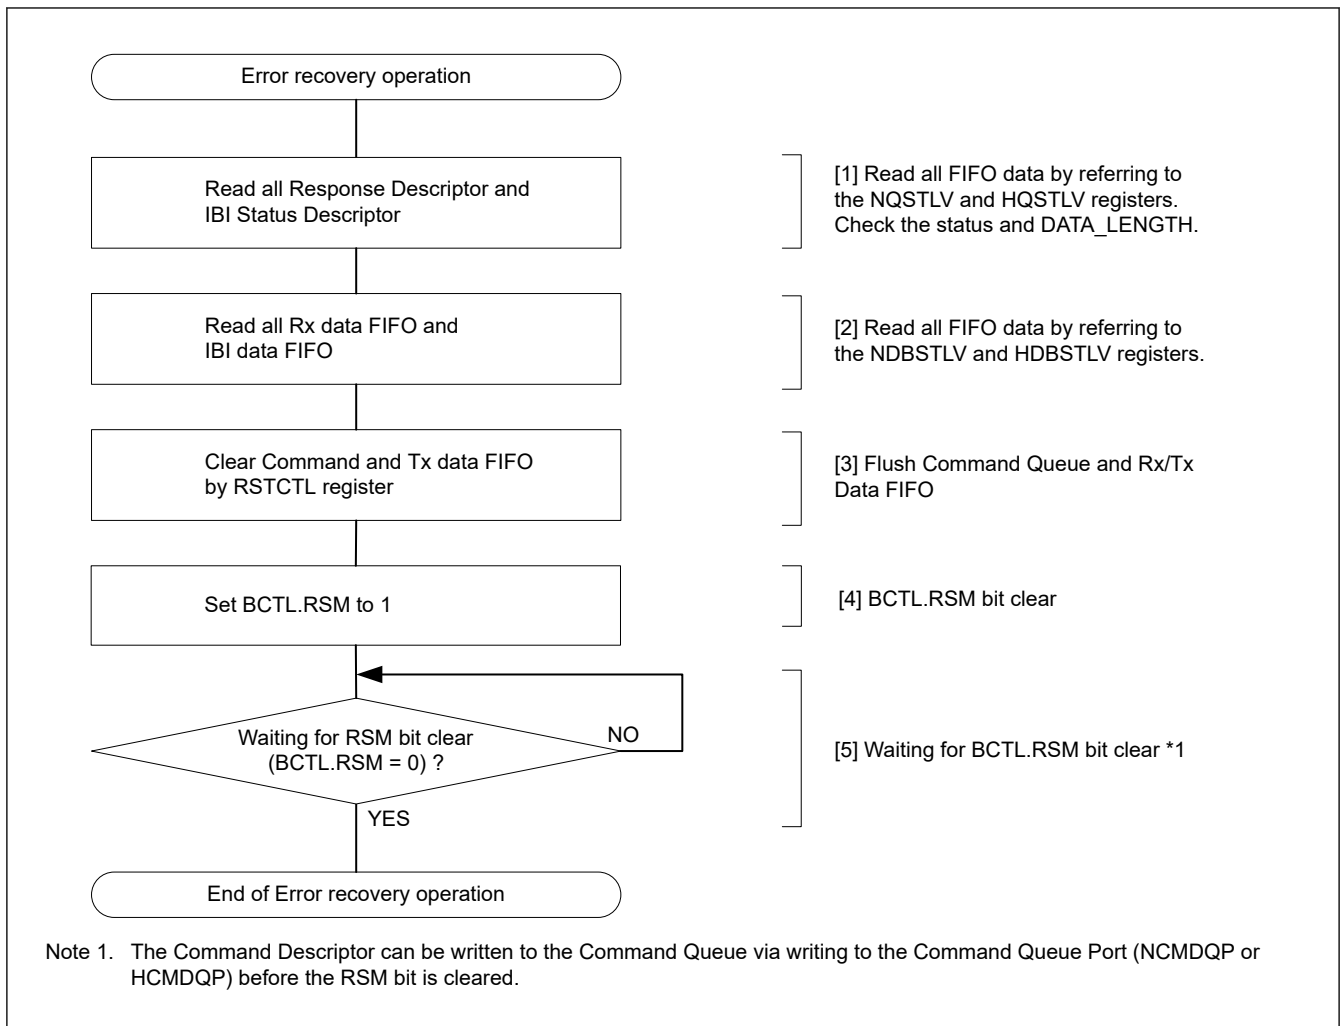 Error recovery operation
Read all Response Descriptor and
IBI Status Descriptor
[1] Read all FIFO data by referring to
the NQSTLV and HQSTLV registers.
Check the status and DATA_LENGTH.
Read all Rx data FIFO and
IBI data FIFO
[2] Read all FIFO data by referring to
the NDBSTLV and HDBSTLV registers.
Clear Command and Tx data FIFO
by RSTCTL register
[3] Flush Command Queue and Rx/Tx
Data FIFO
Set BCTL.RSM to 1
[4] BCTL.RSM bit clear
Waiting for RSM bit clear
(BCTL.RSM = 0) ?
NO
[5] Waiting for BCTL.RSM bit clear *1
YES
End of Error recovery operation
Note 1. The Command Descriptor can be written to the Command Queue via writing to the Command Queue Port (NCMDQP or
HCMDQP) before the RSM bit is cleared.